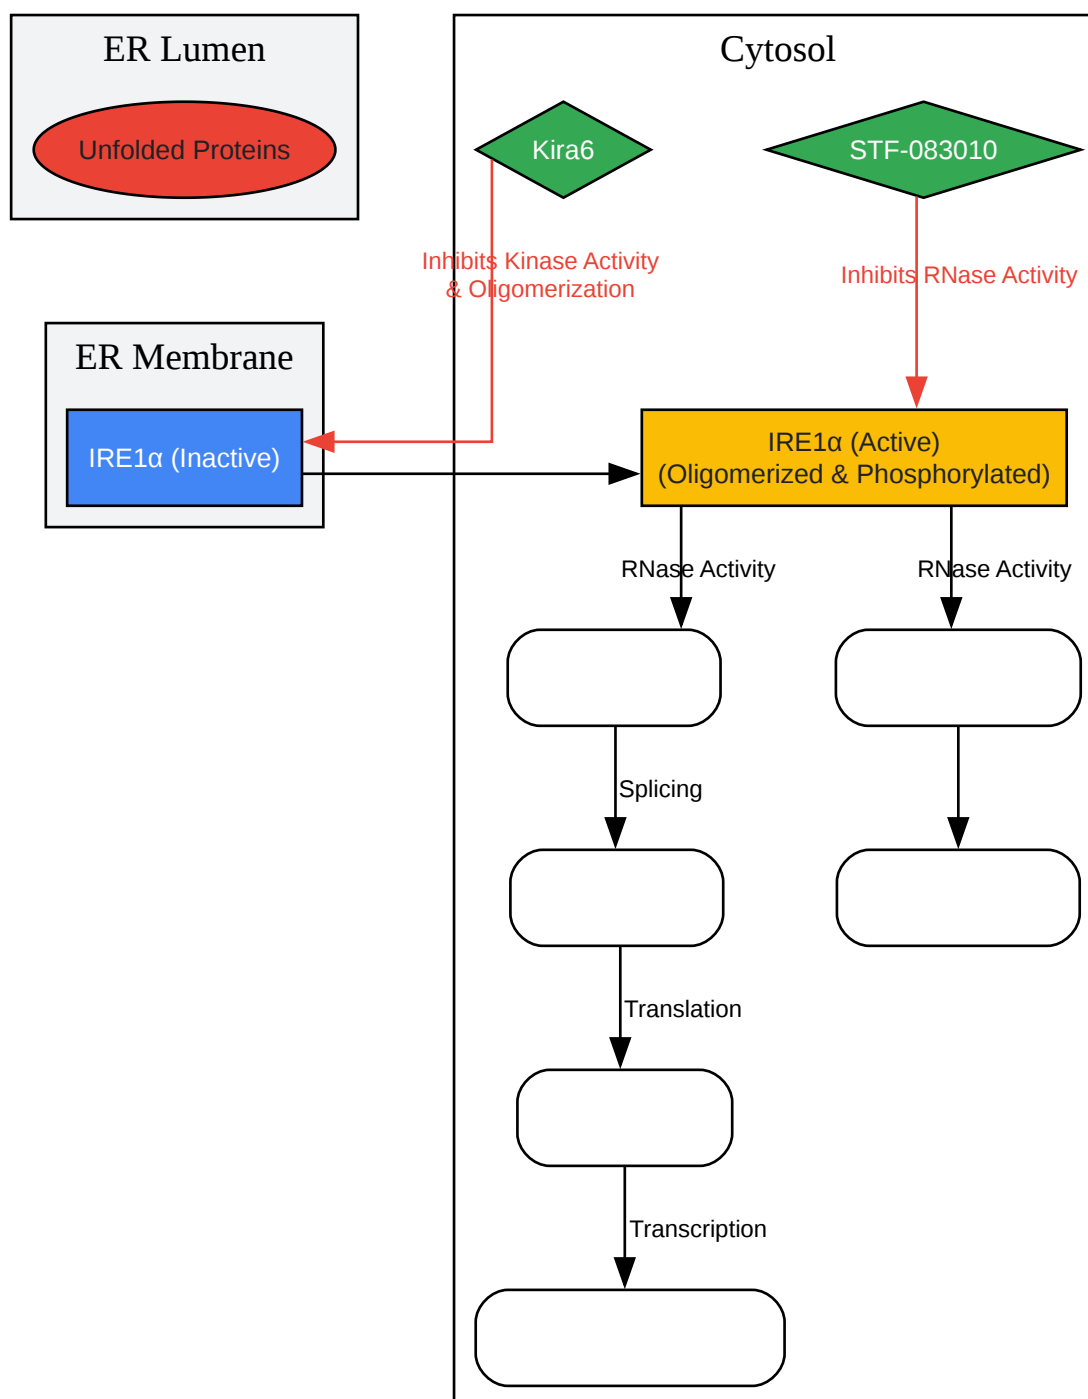 ER Lumen
Unfolded Proteins
Cytosol
Kira6
STF-083010
Inhibits Kinase Activity
& Oligomerization
Inhibits RNase Activity
ER Membrane
IRE1α (Inactive)
IRE1α (Active)
(Oligomerized & Phosphorylated)
RNase Activity
RNase Activity
Splicing
Translation
Transcription